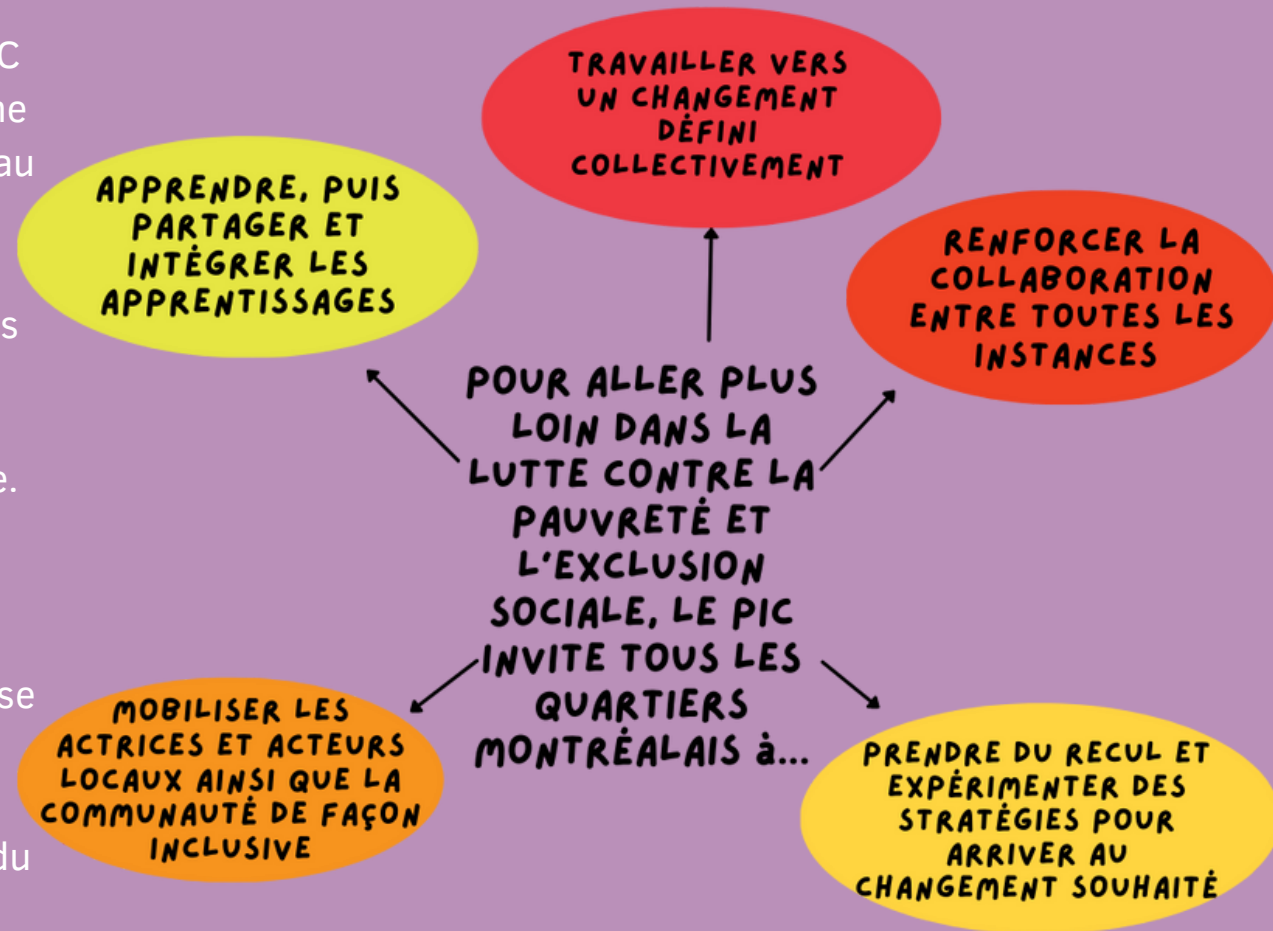 TRAVAILLER VERS
UN CHANGEMENT
DÉFINI
COLLECTIVEMENT
APPRENDRE, PUIS
PARTAGER ET
INTÉGRER LES
APPRENTISSAGES
RENFORCER LA
COLLABORATION
ENTRE TOUTES LES
INSTANCES
POUR ALLER PLUS
LOIN DANS LA
LUTTE CONTRE LA
PAUVRETÉ ET
L'EXCLUSION
SOCIALE, LE PIC
INVITE TOUS LES
QUARTIERS
MONTRÉALAIS à...
MOBILISER LES
ACTRICES ET ACTEURS
LOCAUX AINSI QUE LA
COMMUNAUTÉ DE FAÇON
INCLUSIVE
PRENDRE DU RECUL ET
EXPÉRIMENTER DES
STRATÉGIES POUR
ARRIVER AU
CHANGEMENT SOUHAITÉ
au
du